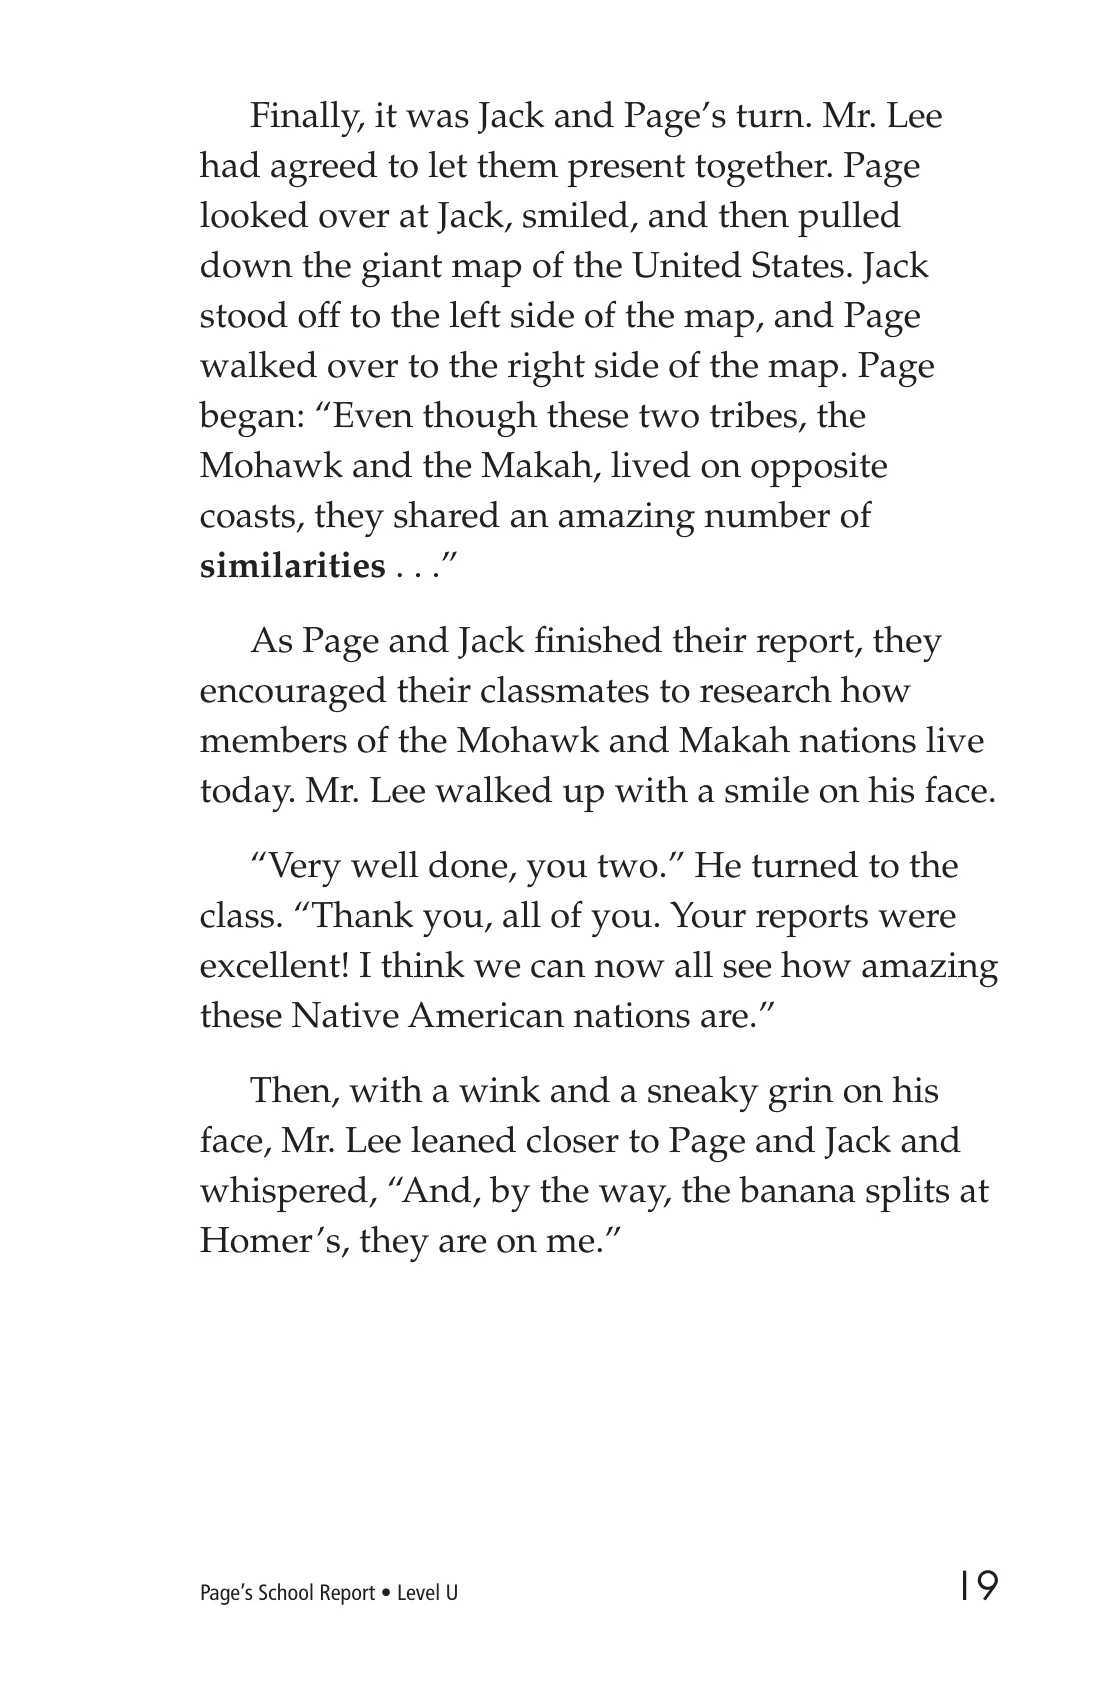 Finally, it was Jack and Page’s turn. Mr. Lee
had agreed to let them present together. Page
looked over at Jack, smiled, and then pulled
down the giant map of the United States. Jack
stood off to the left side of the map, and Page
walked over to the right side of the map. Page
began: “Even though these two tribes, the
Mohawk and the Makah, lived on opposite
coasts, they shared an amazing number of
similarities . . .”
As Page and Jack finished their report, they
encouraged their classmates to research how
members of the Mohawk and Makah nations live
today. Mr. Lee walked up with a smile on his face.
“Very well done, you two.” He turned to the
class. “Thank you, all of you. Your reports were
excellent! I think we can now all see how amazing
these Native American nations are.”
Then, with a wink and a sneaky grin on his
face, Mr. Lee leaned closer to Page and Jack and
whispered, “And, by the way, the banana splits at
Homer’s, they are on me.”
Page’s School Report • Level U 19